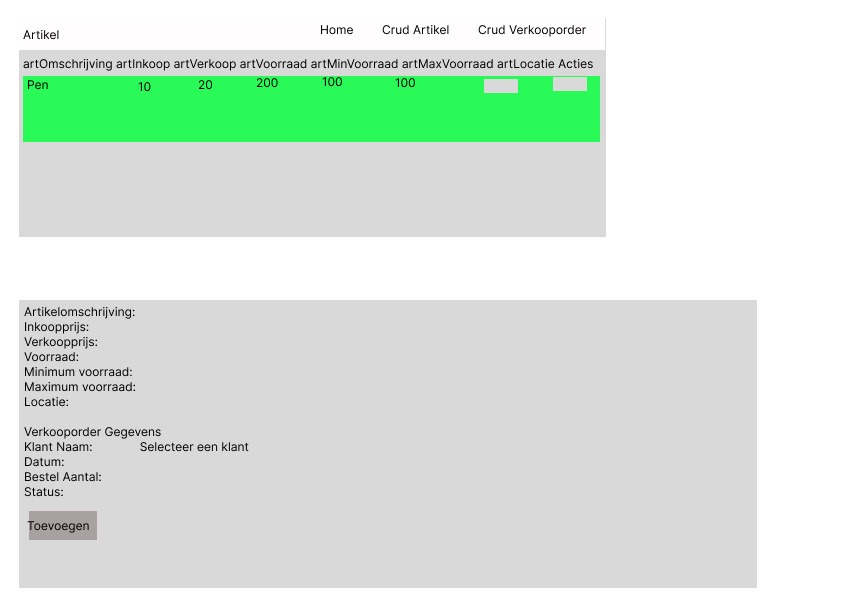 Artikel Home Crud Artikel Crud Verkooporder
artOmschrijving artInkoop artVerkoop artVoorraad artMinVoorraad artMaxVoorraad artLocatie Acties
Pen 10 20 200 100 100
Artikelomschrijving:
Inkoopprijs:
Verkoopprijs:
Voorraad:
Minimum voorraad:
Maximum voorraad:
Locatie:
Verkooporder Gegevens
Klant Naam: Selecteer een klant
Datum:
Bestel Aantal:
Status:
Toevoegen